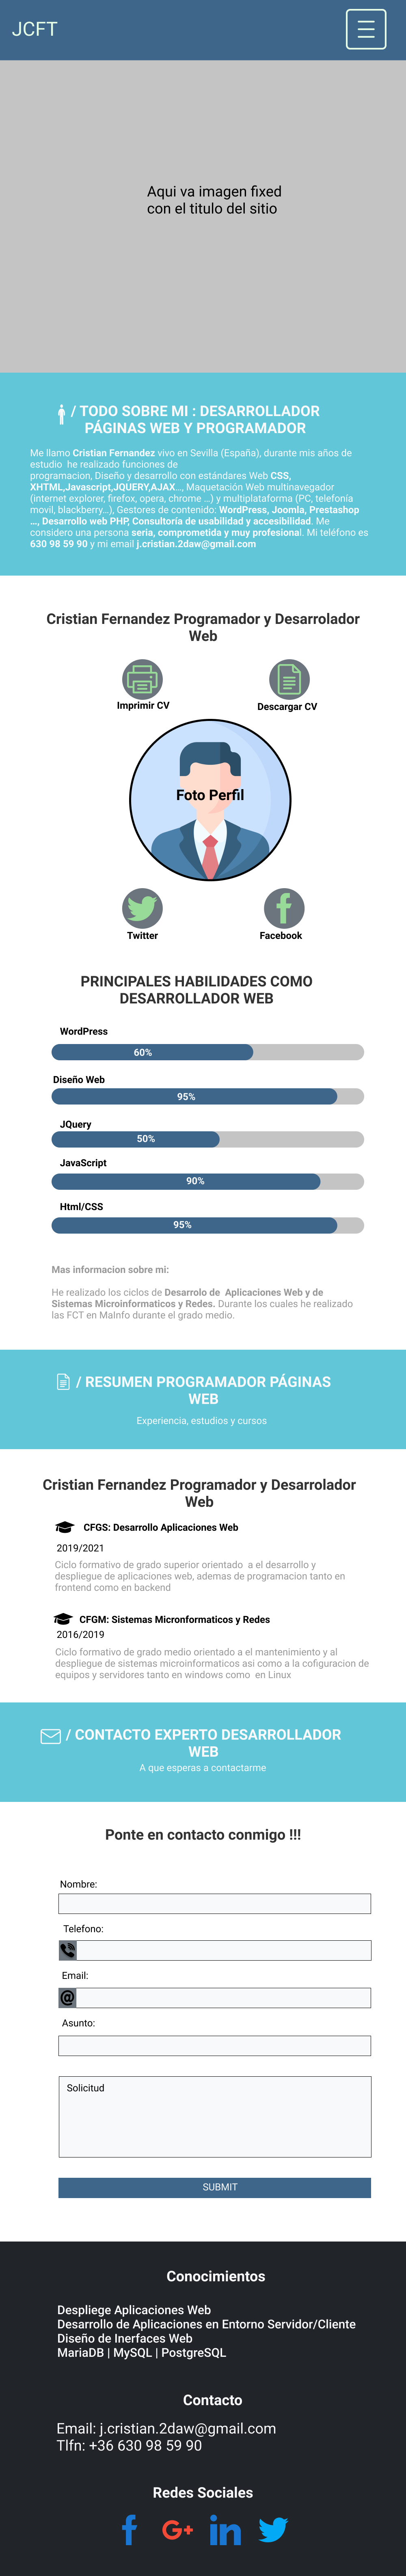 JCFT
Aqui va imagen fixed
con el titulo del sitio
/ TODO SOBRE MI : DESARROLLADOR
PÁGINAS WEB Y PROGRAMADOR
Me llamo Cristian Fernandez vivo en Sevilla (España), durante mis años de
estudio he realizado funciones de
programacion, Diseño y desarrollo con estándares Web CSS,
XHTML,Javascript,JQUERY,AJAX..., Maquetación Web multinavegador
(internet explorer, firefox, opera, chrome ...) y multiplataforma (PC, telefonía
movil, blackberry...), Gestores de contenido: WordPress, Joomla, Prestashop
..., Desarrollo web PHP, Consultoría de usabilidad y accesibilidad. Me
considero una persona seria, comprometida y muy profesional. Mi teléfono es
630 98 59 90 y mi email j.cristian.2daw@gmail.com
Cristian Fernandez Programador y Desarrolador
Web
Imprimir CV
Descargar CV
Foto Perfil
Twitter
Facebook
PRINCIPALES HABILIDADES COMO
DESARROLLADOR WEB
WordPress
60%
Diseño Web
95%
JQuery
50%
JavaScript
90%
Html/CSS
95%
Mas informacion sobre mi:
He realizado los ciclos de Desarrolo de Aplicaciones Web y de
Sistemas Microinformaticos y Redes. Durante los cuales he realizado
las FCT en MaInfo durante el grado medio.
/ RESUMEN PROGRAMADOR PÁGINAS
WEB
Experiencia, estudios y cursos
Cristian Fernandez Programador y Desarrolador
Web
CFGS: Desarrollo Aplicaciones Web
2019/2021
Ciclo formativo de grado superior orientado a el desarrollo y
despliegue de aplicaciones web, ademas de programacion tanto en
frontend como en backend
CFGM: Sistemas Micronformaticos y Redes
2016/2019
Ciclo formativo de grado medio orientado a el mantenimiento y al
despliegue de sistemas microinformaticos asi como a la cofiguracion de
equipos y servidores tanto en windows como en Linux
/ CONTACTO EXPERTO DESARROLLADOR
WEB
A que esperas a contactarme
Ponte en contacto conmigo !!!
Nombre:
Telefono:
Email:
@
Asunto:
Solicitud
SUBMIT
Conocimientos
Despliege Aplicaciones Web
Desarrollo de Aplicaciones en Entorno Servidor/Cliente
Diseño de Inerfaces Web
MariaDB | MySQL | PostgreSQL
Contacto
Email: j.cristian.2daw@gmail.com
Tlfn: +36 630 98 59 90
Redes Sociales
f G+ in